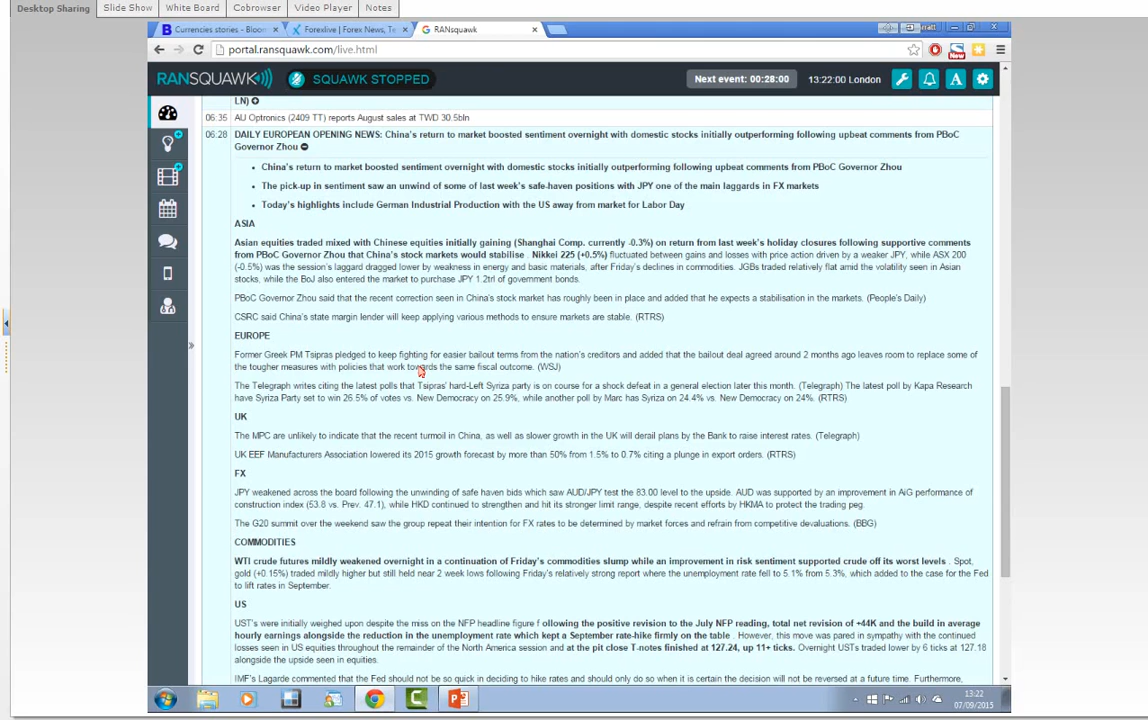 Desktop Sharing Slide Show White Board Cobrowser Video Player Notes
Currencies stories - Bloom Forexlive | Forex News, Te RANsquawk
portal.ransquawk.com/live.html
New
RANSQUAWK SQUAWK STOPPED Next event: 00:28:00 13:22:00 London
LN)
06:35 AU Optronics (2409 TT) reports August sales at TWD 30.5bln
06:28 DAILY EUROPEAN OPENING NEWS: China's return to market boosted sentiment overnight with domestic stocks initially outperforming following upbeat comments from PBoC
Governor Zhou
• China's return to market boosted sentiment overnight with domestic stocks initially outperforming following upbeat comments from PBoC Governor Zhou
• The pick-up in sentiment saw an unwind of some of last week's safe-haven positions with JPY one of the main laggards in FX markets
• Today's highlights include German Industrial Production with the US away from market for Labor Day
ASIA
Asian equities traded mixed with Chinese equities initially gaining (Shanghai Comp. currently -0.3%) on return from last week's holiday closures following supportive comments
from PBoC Governor Zhou that China's stock markets would stabilise . Nikkei 225 (+0.5%) fluctuated between gains and losses with price action driven by a weaker JPY, while ASX 200
(-0.5%) was the session's laggard dragged lower by weakness in energy and basic materials, after Friday's declines in commodities. JGBs traded relatively flat amid the volatility seen in Asian
stocks, while the BoJ also entered the market to purchase JPY 1.2trl of government bonds.
PBoC Governor Zhou said that the recent correction seen in China's stock market has roughly been in place and added that he expects a stabilisation in the markets. (People's Daily)
CSRC said China's state margin lender will keep applying various methods to ensure markets are stable. (RTRS)
EUROPE
Former Greek PM Tsipras pledged to keep fighting for easier bailout terms from the nation's creditors and added that the bailout deal agreed around 2 months ago leaves room to replace some of
the tougher measures with policies that work towards the same fiscal outcome. (WSJ)
The Telegraph writes citing the latest polls that Tsipras' hard-Left Syriza party is on course for a shock defeat in a general election later this month. (Telegraph) The latest poll by Kapa Research
have Syriza Party set to win 26.5% of votes vs. New Democracy on 25.9%, while another poll by Marc has Syriza on 24.4% vs. New Democracy on 24%. (RTRS)
UK
The MPC are unlikely to indicate that the recent turmoil in China, as well as slower growth in the UK will derail plans by the Bank to raise interest rates. (Telegraph)
UK EEF Manufacturers Association lowered its 2015 growth forecast by more than 50% from 1.5% to 0.7% citing a plunge in export orders. (RTRS)
FX
JPY weakened across the board following the unwinding of safe haven bids which saw AUD/JPY test the 83.00 level to the upside. AUD was supported by an improvement in AiG performance of
construction index (53.8 vs. Prev. 47.1), while HKD continued to strengthen and hit its stronger limit range, despite recent efforts by HKMA to protect the trading peg.
The G20 summit over the weekend saw the group repeat their intention for FX rates to be determined by market forces and refrain from competitive devaluations. (BBG)
COMMODITIES
WTI crude futures mildly weakened overnight in a continuation of Friday's commodities slump while an improvement in risk sentiment supported crude off its worst levels . Spot,
gold (+0.15%) traded mildly higher but still held near 2 week lows following Friday's relatively strong report where the unemployment rate fell to 5.1% from 5.3%, which added to the case for the Fed
to lift rates in September.
US
UST's were initially weighed upon despite the miss on the NFP headline figure f ollowing the positive revision to the July NFP reading, total net revision of +44K and the build in average
hourly earnings alongside the reduction in the unemployment rate which kept a September rate-hike firmly on the table . However, this move was pared in sympathy with the continued
losses seen in US equities throughout the remainder of the North America session and at the pit close T-notes finished at 127.24, up 11+ ticks. Overnight USTs traded lower by 6 ticks at 127.18
alongside the upside seen in equities.
IMF's Lagarde commented that the Fed should not be so quick in deciding to hike rates and should only do so when it is certain the decision will not be reversed at a future time. Furthermore,
13:22
07/09/2015